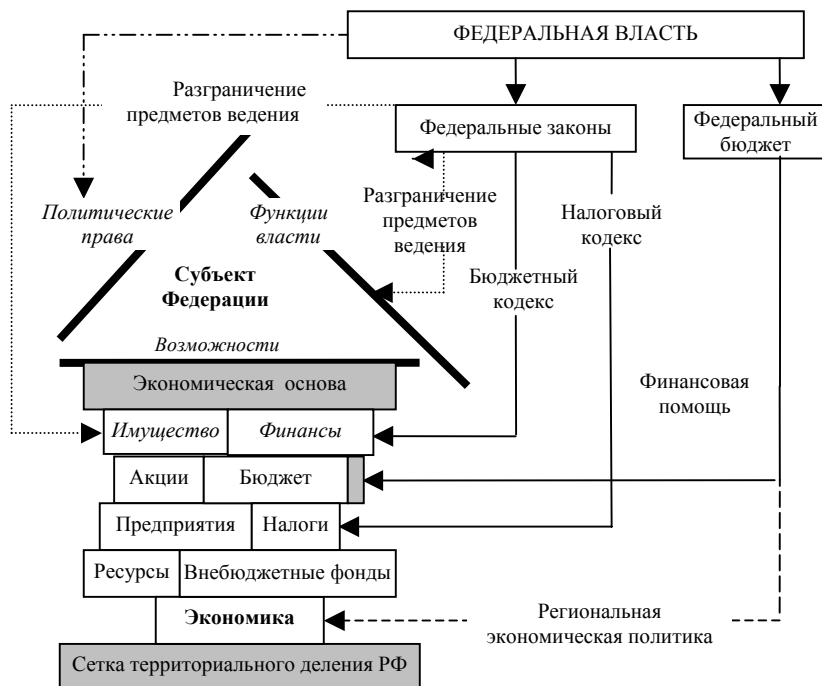 ФЕДЕРАЛЬНАЯ ВЛАСТЬ
Разграничение
предметов ведения
Федеральные законы
Федеральный
бюджет
Политические
права
Функции
власти
Разграничение
предметов
ведения
Налоговый
кодекс
Субъект
Федерации
Бюджетный
кодекс
Возможности
Экономическая основа
Финансовая
помощь
Имущество
Финансы
Акции
Бюджет
Предприятия
Налоги
Ресурсы
Внебюджетные фонды
Экономика
Региональная
экономическая политика
Сетка территориального деления РФ